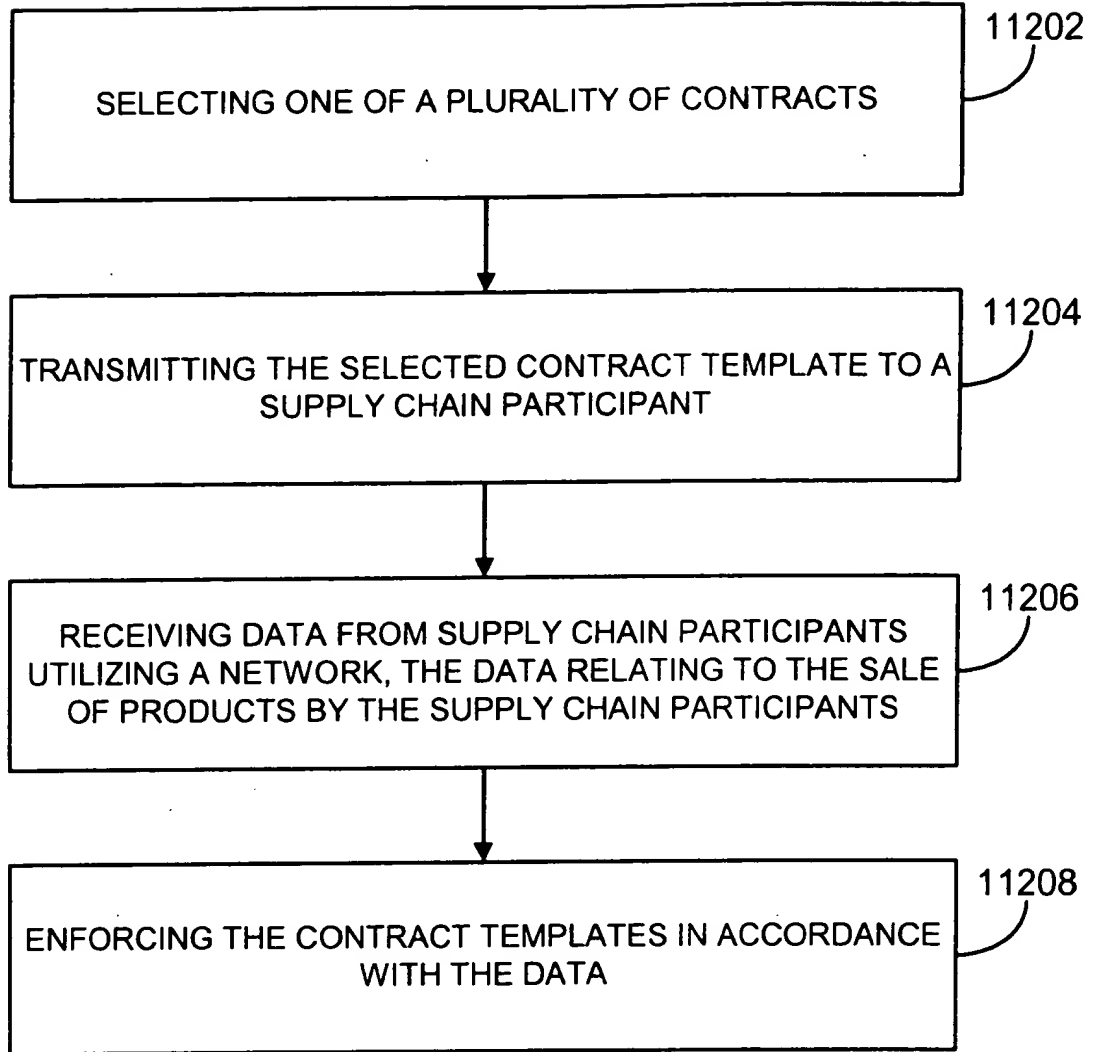 11202
SELECTING ONE OF A PLURALITY OF CONTRACTS
11204
TRANSMITTING THE SELECTED CONTRACT TEMPLATE TO A
SUPPLY CHAIN PARTICIPANT
11206
RECEIVING DATA FROM SUPPLY CHAIN PARTICIPANTS
UTILIZING A NETWORK, THE DATA RELATING TO THE SALE
OF PRODUCTS BY THE SUPPLY CHAIN PARTICIPANTS
11208
ENFORCING THE CONTRACT TEMPLATES IN ACCORDANCE
WITH THE DATA